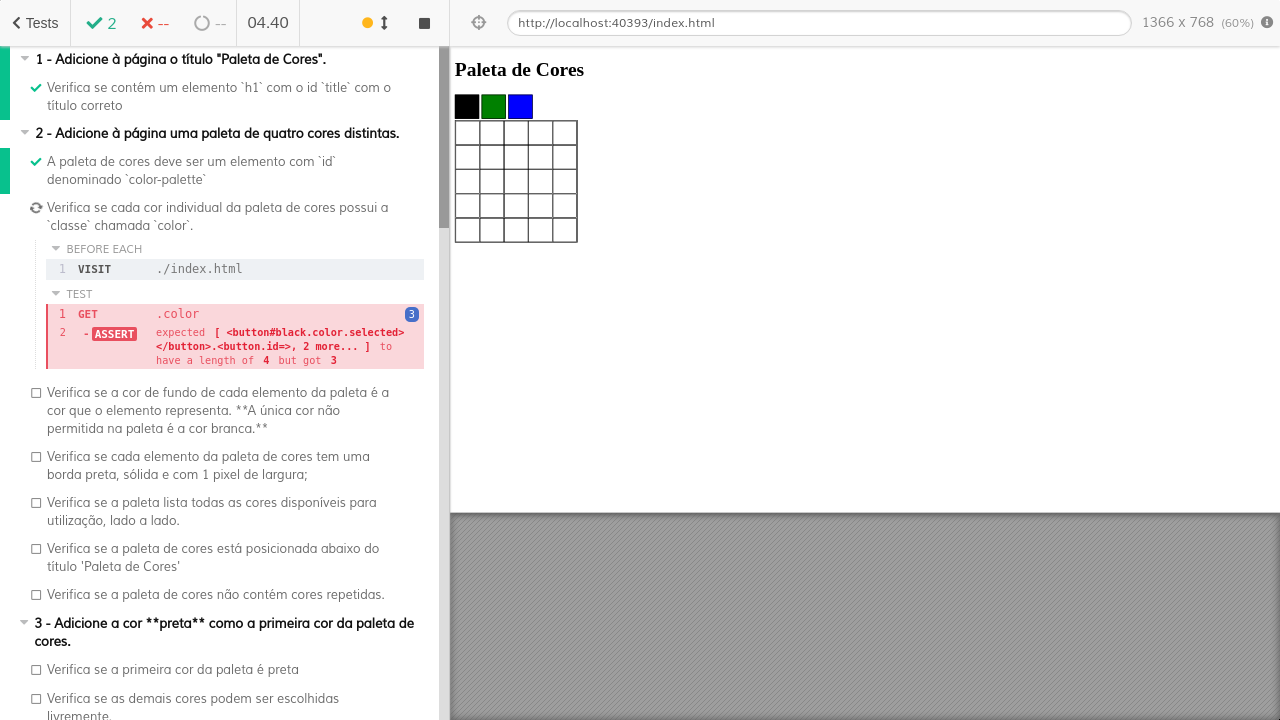 Tests 2 -- -- 04.40
http://localhost:40393/index.html 1366 x 768 (60%)
1 - Adicione à página o título "Paleta de Cores".
Verifica se contém um elemento `h1` com o id `title` com o
título correto
2 - Adicione à página uma paleta de quatro cores distintas.
A paleta de cores deve ser um elemento com `id`
denominado `color-palette`
Verifica se cada cor individual da paleta de cores possui a
`classe` chamada `color`.
BEFORE EACH
1 VISIT ./index.html
TEST
1 GET .color 3
2 -ASSERT expected [ <button#black.color.selected>
</button>.<button.id=>, 2 more... ] to
have a length of 4 but got 3
Verifica se a cor de fundo de cada elemento da paleta é a
cor que o elemento representa. **A única cor não
permitida na paleta é a cor branca.**
Verifica se cada elemento da paleta de cores tem uma
borda preta, sólida e com 1 pixel de largura;
Verifica se a paleta lista todas as cores disponíveis para
utilização, lado a lado.
Verifica se a paleta de cores está posicionada abaixo do
título 'Paleta de Cores'
Verifica se a paleta de cores não contém cores repetidas.
3 - Adicione a cor **preta** como a primeira cor da paleta de
cores.
Verifica se a primeira cor da paleta é preta
Verifica se as demais cores podem ser escolhidas
livremente.
Paleta de Cores